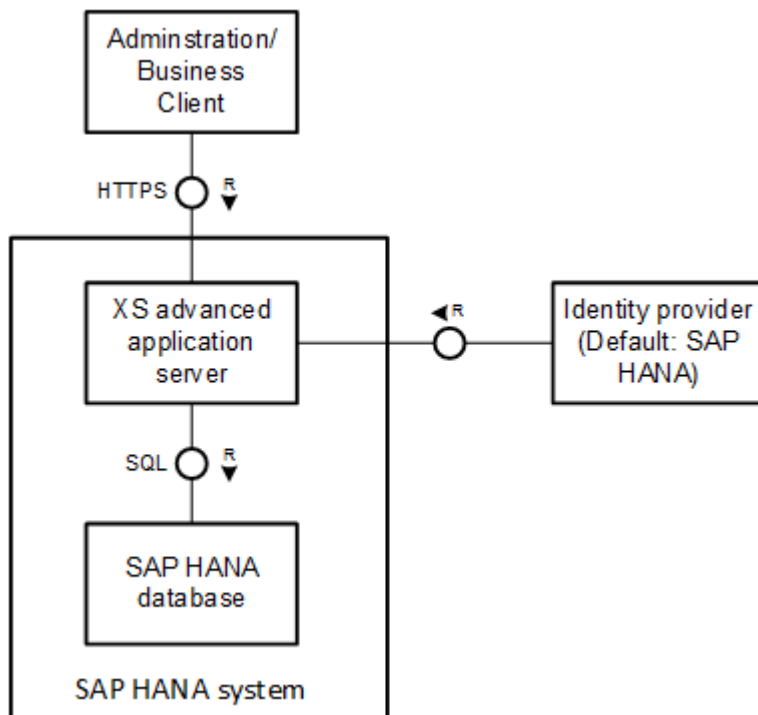 Adminstration/
Business
Client
HTTPS
R
XS advanced
application
server
R
Identity provider
(Default: SAP
HANA)
SQL
R
SAP HANA
database
SAP HANA system